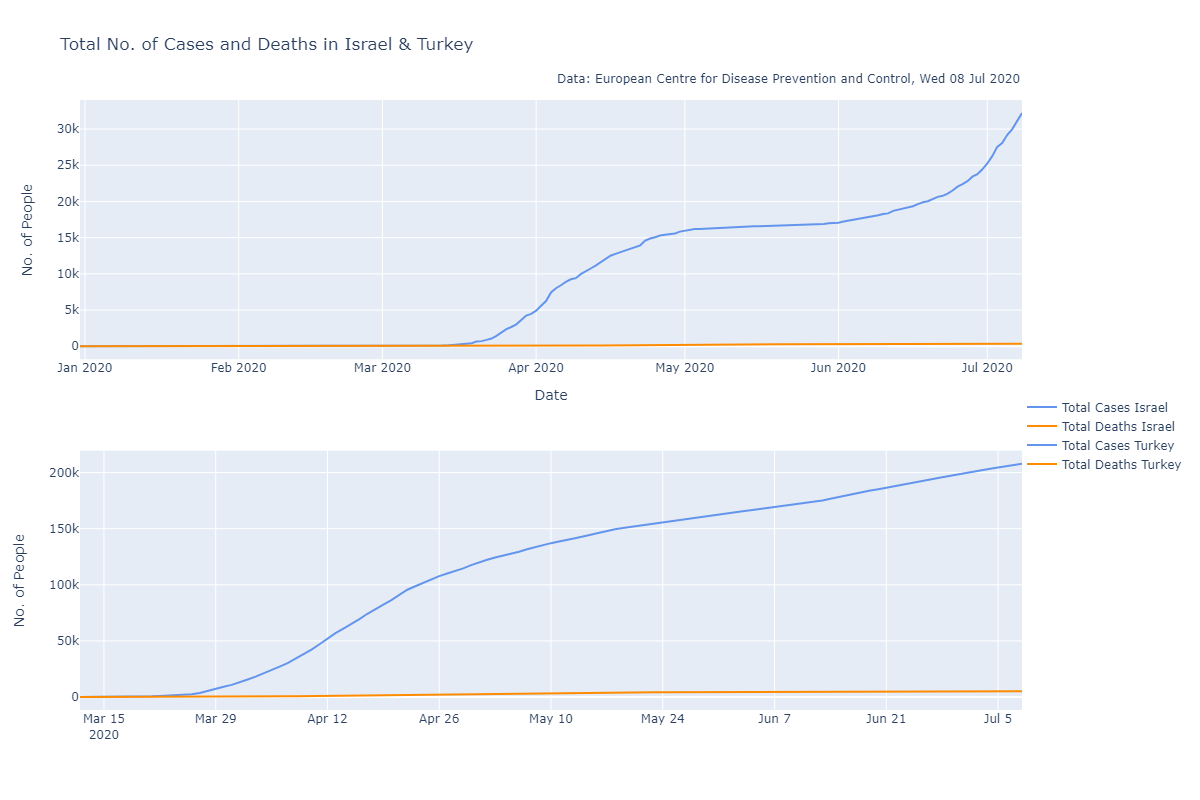 Total No. of Cases and Deaths in Israel & Turkey
Data: European Centre for Disease Prevention and Control, Wed 08 Jul 2020
No. of People
30k
25k
20k
15k
10k
5k
0
Jan 2020 Feb 2020 Mar 2020 Apr 2020 May 2020 Jun 2020 Jul 2020
Date
Total Cases Israel
Total Deaths Israel
Total Cases Turkey
Total Deaths Turkey
No. of People
200k
150k
100k
50k
0
Mar 15 Mar 29 Apr 12 Apr 26 May 10 May 24 Jun 7 Jun 21 Jul 5
2020